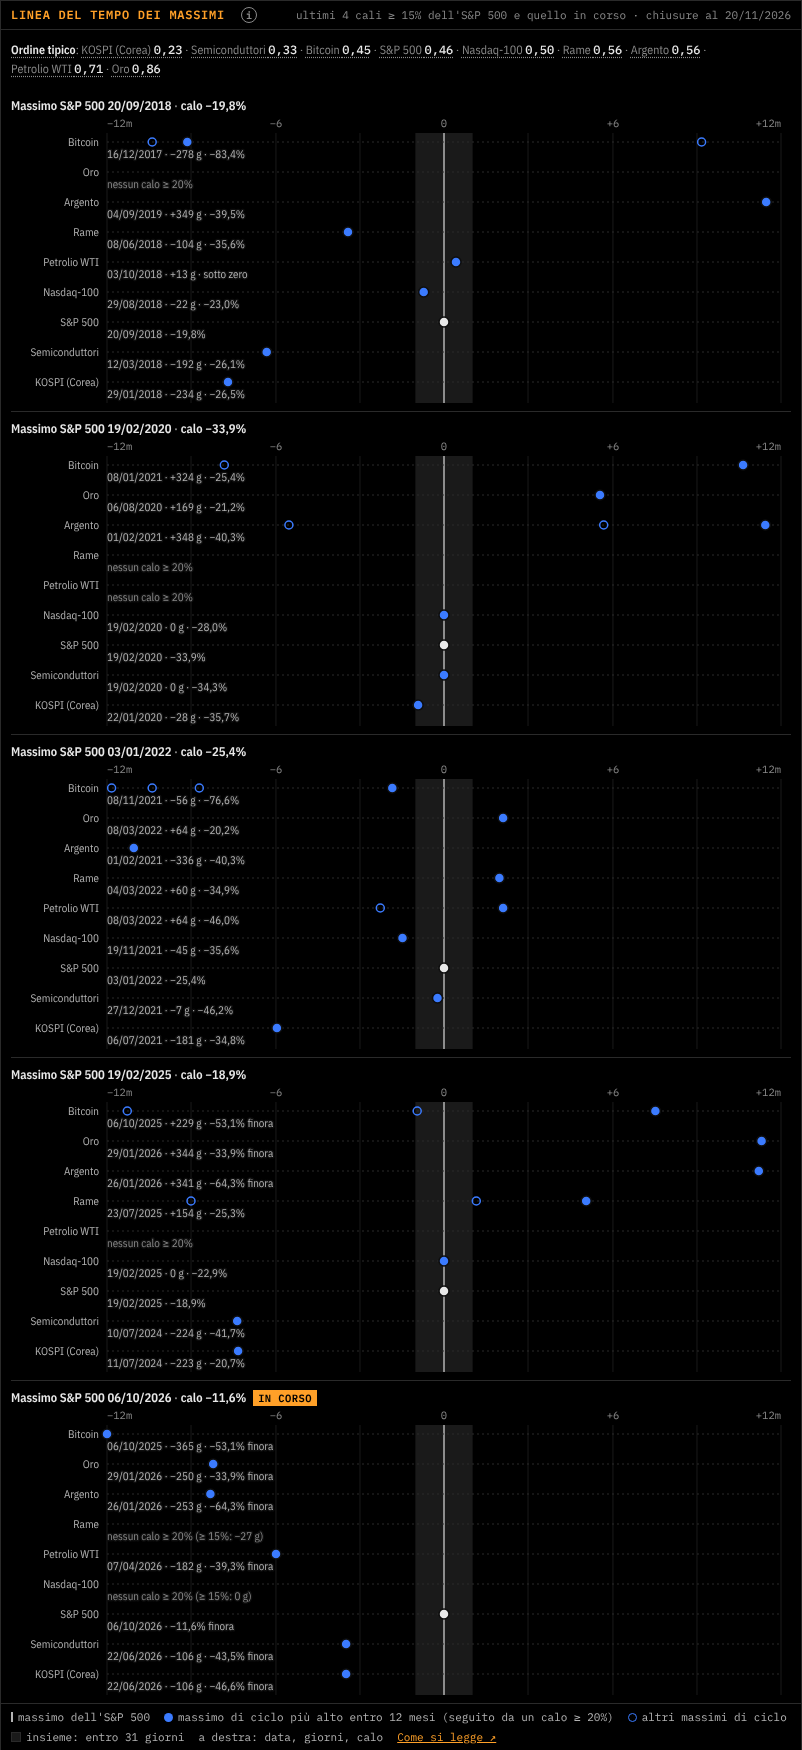 LINEA DEL TEMPO DEI MASSIMI i ultimi 4 cali ≥ 15% dell'S&P 500 e quello in corso · chiusure al 20/11/2026
Ordine tipico: KOSPI (Corea) 0,23 · Semiconduttori 0,33 · Bitcoin 0,45 · S&P 500 0,46 · Nasdaq-100 0,50 · Rame 0,56 · Argento 0,56 ·
Petrolio WTI 0,71 · Oro 0,86
Massimo S&P 500 20/09/2018 · calo −19,8%
−12m −6 0 +6 +12m
Bitcoin
16/12/2017 · −278 g · −83,4%
Oro
nessun calo ≥ 20%
Argento
04/09/2019 · +349 g · −39,5%
Rame
08/06/2018 · −104 g · −35,6%
Petrolio WTI
03/10/2018 · +13 g · sotto zero
Nasdaq-100
29/08/2018 · −22 g · −23,0%
S&P 500
20/09/2018 · −19,8%
Semiconduttori
12/03/2018 · −192 g · −26,1%
KOSPI (Corea)
29/01/2018 · −234 g · −26,5%
Massimo S&P 500 19/02/2020 · calo −33,9%
−12m −6 0 +6 +12m
Bitcoin
08/01/2021 · +324 g · −25,4%
Oro
06/08/2020 · +169 g · −21,2%
Argento
01/02/2021 · +348 g · −40,3%
Rame
nessun calo ≥ 20%
Petrolio WTI
nessun calo ≥ 20%
Nasdaq-100
19/02/2020 · 0 g · −28,0%
S&P 500
19/02/2020 · −33,9%
Semiconduttori
19/02/2020 · 0 g · −34,3%
KOSPI (Corea)
22/01/2020 · −28 g · −35,7%
Massimo S&P 500 03/01/2022 · calo −25,4%
−12m −6 0 +6 +12m
Bitcoin
08/11/2021 · −56 g · −76,6%
Oro
08/03/2022 · +64 g · −20,2%
Argento
01/02/2021 · −336 g · −40,3%
Rame
04/03/2022 · +60 g · −34,9%
Petrolio WTI
08/03/2022 · +64 g · −46,0%
Nasdaq-100
19/11/2021 · −45 g · −35,6%
S&P 500
03/01/2022 · −25,4%
Semiconduttori
27/12/2021 · −7 g · −46,2%
KOSPI (Corea)
06/07/2021 · −181 g · −34,8%
Massimo S&P 500 19/02/2025 · calo −18,9%
−12m −6 0 +6 +12m
Bitcoin
06/10/2025 · +229 g · −53,1% finora
Oro
29/01/2026 · +344 g · −33,9% finora
Argento
26/01/2026 · +341 g · −64,3% finora
Rame
23/07/2025 · +154 g · −25,3%
Petrolio WTI
nessun calo ≥ 20%
Nasdaq-100
19/02/2025 · 0 g · −22,9%
S&P 500
19/02/2025 · −18,9%
Semiconduttori
10/07/2024 · −224 g · −41,7%
KOSPI (Corea)
11/07/2024 · −223 g · −20,7%
Massimo S&P 500 06/10/2026 · calo −11,6% IN CORSO
−12m −6 0 +6 +12m
Bitcoin
06/10/2025 · −365 g · −53,1% finora
Oro
29/01/2026 · −250 g · −33,9% finora
Argento
26/01/2026 · −253 g · −64,3% finora
Rame
nessun calo ≥ 20% (≥ 15%: −27 g)
Petrolio WTI
07/04/2026 · −182 g · −39,3% finora
Nasdaq-100
nessun calo ≥ 20% (≥ 15%: 0 g)
S&P 500
06/10/2026 · −11,6% finora
Semiconduttori
22/06/2026 · −106 g · −43,5% finora
KOSPI (Corea)
22/06/2026 · −106 g · −46,6% finora
massimo dell'S&P 500 massimo di ciclo più alto entro 12 mesi (seguito da un calo ≥ 20%) altri massimi di ciclo
insieme: entro 31 giorni a destra: data, giorni, calo Come si legge ↗